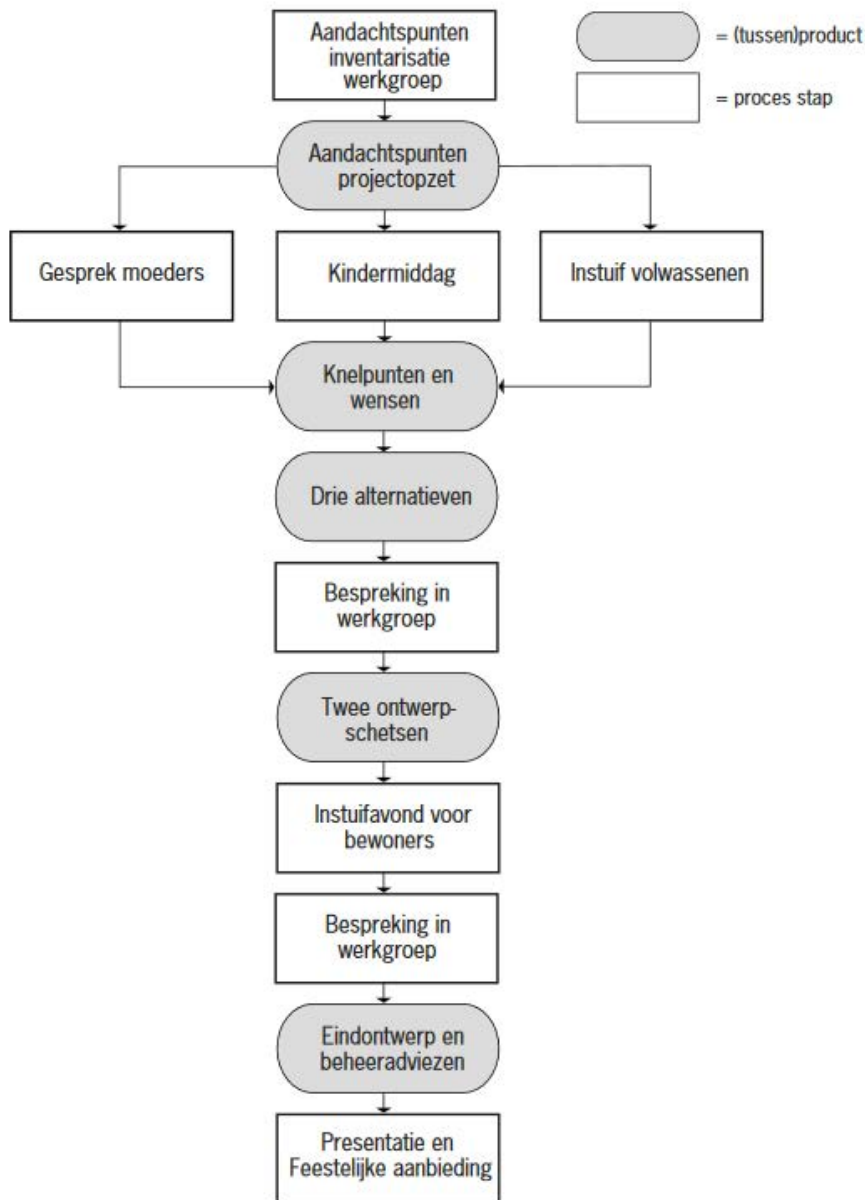 Aandachtspunten
inventarisatie
werkgroep
= (tussen)product
= proces stap
Aandachtspunten
projectopzet
Gesprek moeders
Kindermiddag
Instuif volwassenen
Knelpunten en
wensen
Drie alternatieven
Bespreking in
werkgroep
Twee ontwerp-
schetsen
Instuifavond voor
bewoners
Bespreking in
werkgroep
Eindontwerp en
beheeradviezen
Presentatie en
Feestelijke aanbieding